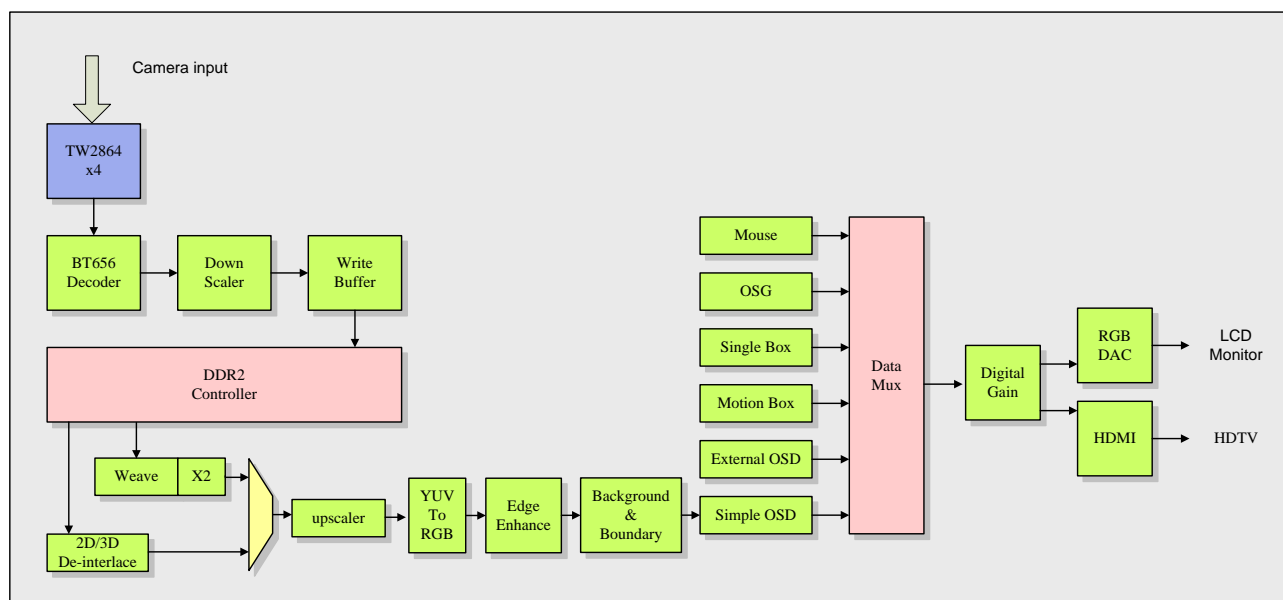 Camera input
TW2864
x4
BT656
Decoder
Down
Scaler
Write
Buffer
DDR2
Controller
Weave
X2
2D/3D
De-interlace
upscaler
YUV
To
RGB
Edge
Enhance
Background
&
Boundary
Mouse
OSG
Single Box
Motion Box
External OSD
Simple OSD
Data
Mux
Digital
Gain
RGB
DAC
LCD
Monitor
HDMI
HDTV